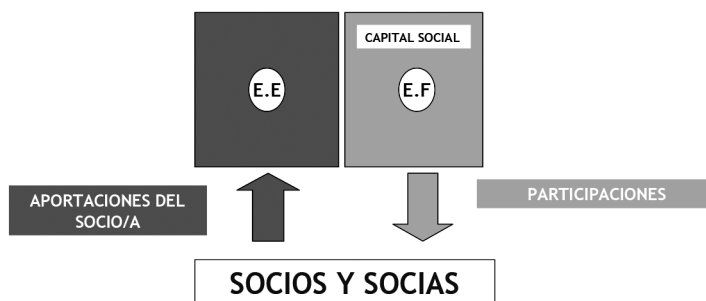 CAPITAL SOCIAL
E.E
E.F
APORTACIONES DEL
SOCIO/A
PARTICIPACIONES
SOCIOS Y SOCIAS